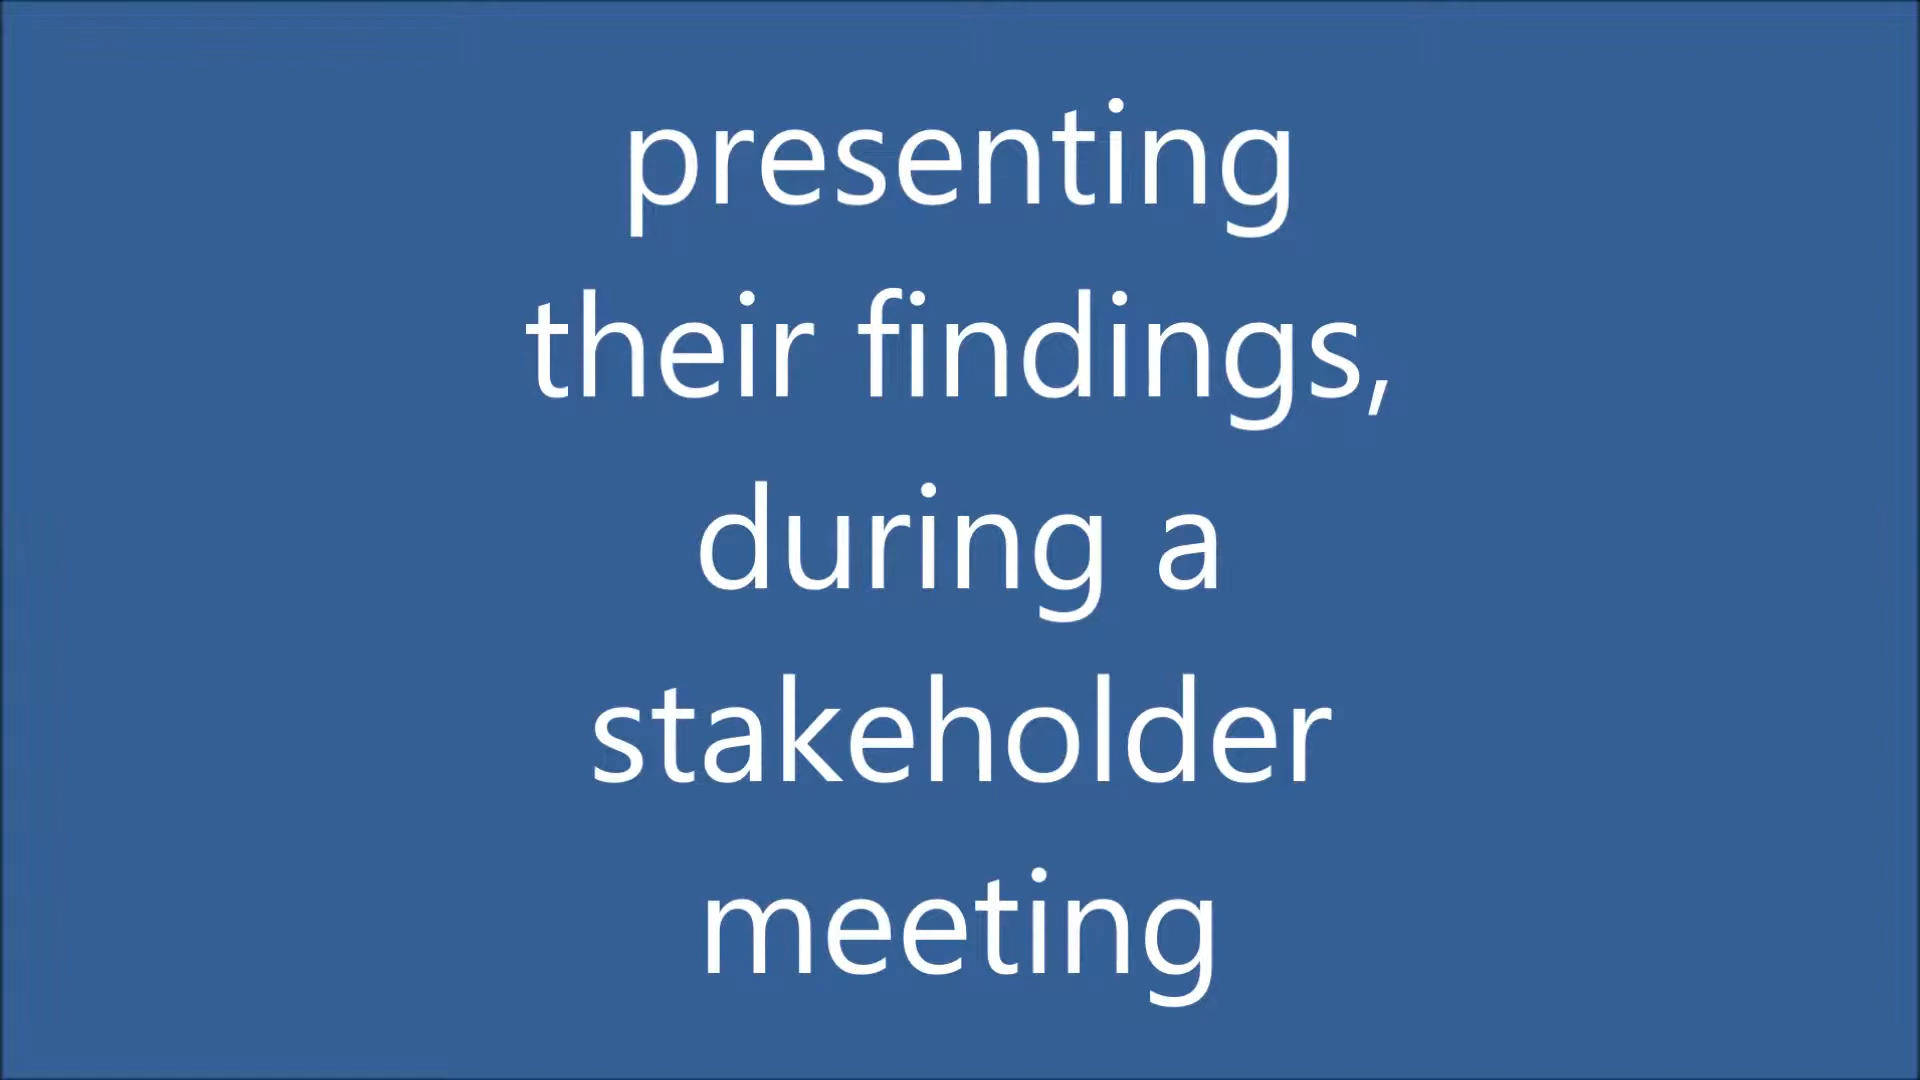 presenting
their findings,
during a
stakeholder
meeting